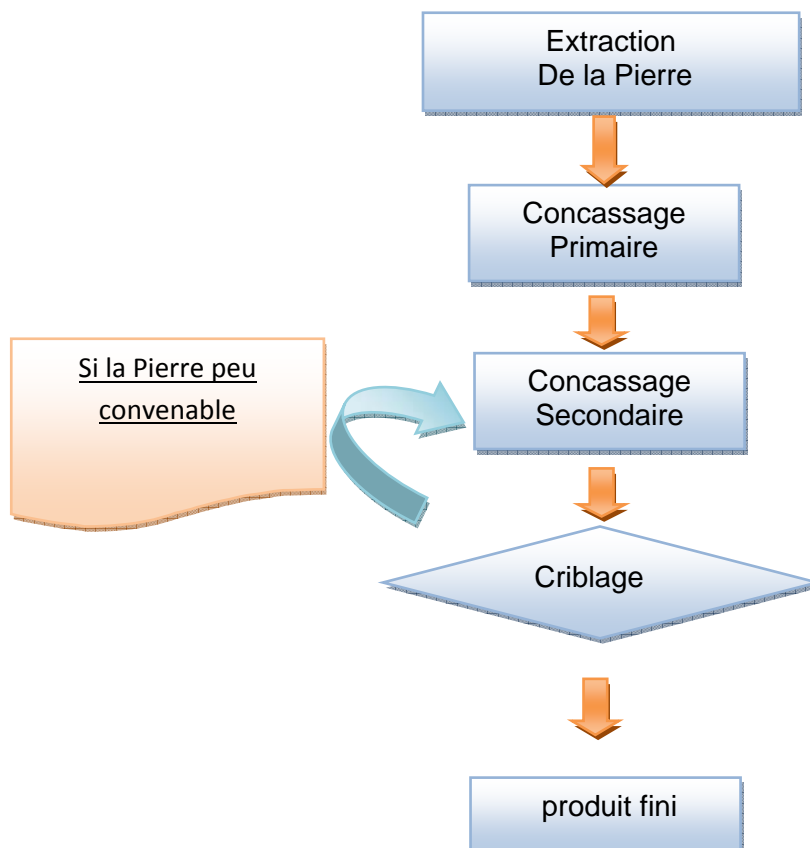 Extraction
De la Pierre
Concassage
Primaire
Si la Pierre peu
convenable
Concassage
Secondaire
Criblage
produit fini